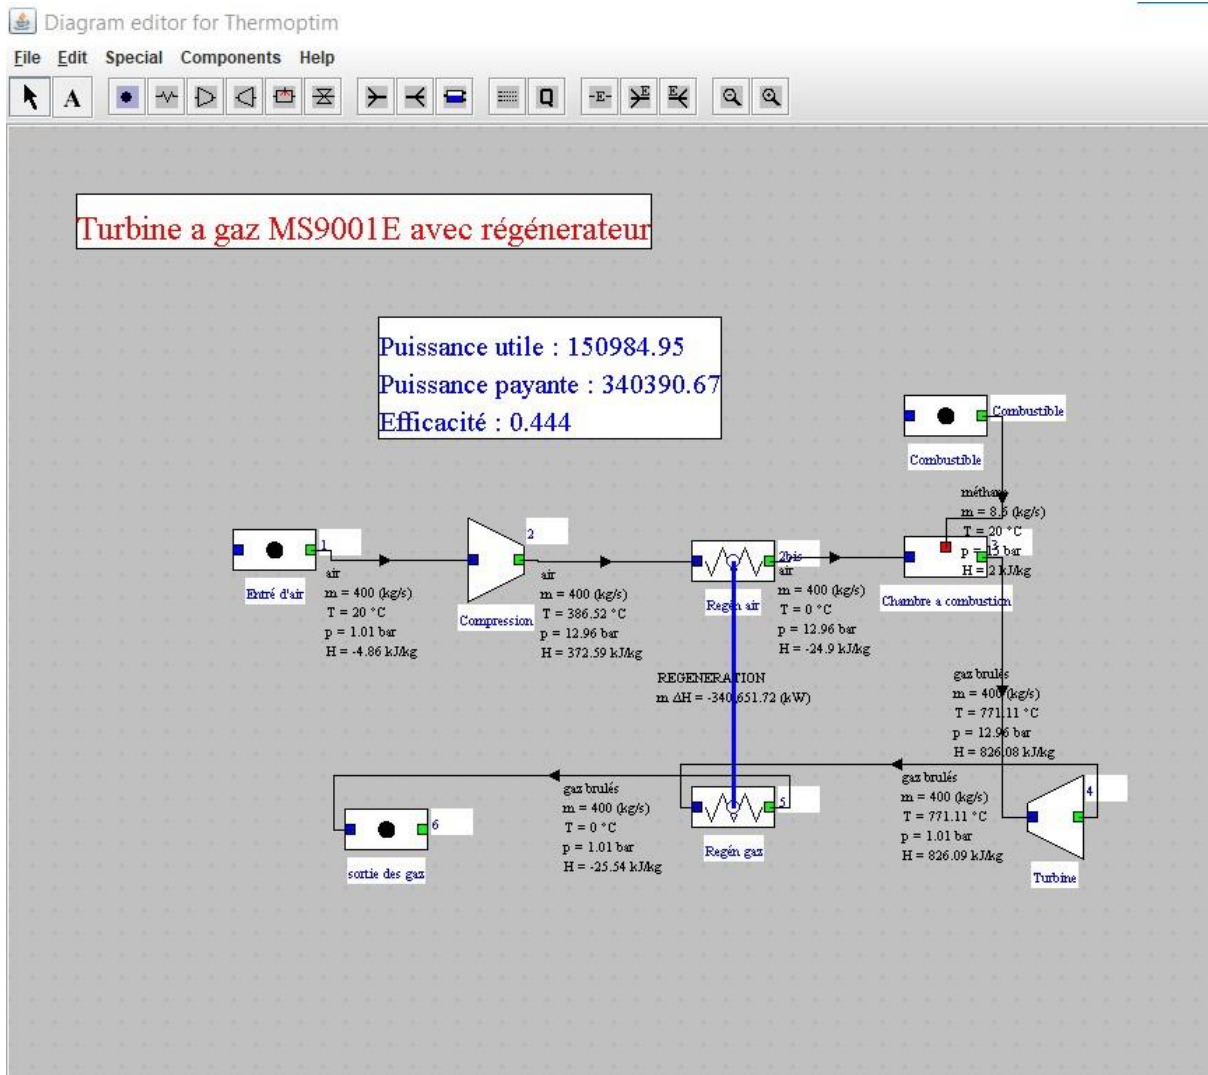 Diagram editor for Thermoptim
File Edit Special Components Help
A
Q
-E-
E
E
Turbine a gaz MS9001E avec régénerateur
Puissance utile : 150984.95
Puissance payante : 340390.67
Efficacité : 0.444
Combustible
Combustible
méthane
m = 8.5 (kg/s)
T = 20 °C
p = 15 bar
H = 2 kJ/kg
1
Entré d'air
air
m = 400 (kg/s)
T = 20 °C
p = 1.01 bar
H = -4.86 kJ/kg
2
Compression
air
m = 400 (kg/s)
T = 386.52 °C
p = 12.96 bar
H = 372.59 kJ/kg
Regén air
2bis
air
m = 400 (kg/s)
T = 0 °C
p = 12.96 bar
H = -24.9 kJ/kg
3
Chambre a combustion
REGENERATION
m ΔH = -340,651.72 (kW)
gaz brulés
m = 400 (kg/s)
T = 771.11 °C
p = 12.96 bar
H = 826.08 kJ/kg
gaz brulés
m = 400 (kg/s)
T = 771.11 °C
p = 1.01 bar
H = 826.09 kJ/kg
4
Turbine
5
Regén gaz
gaz brulés
m = 400 (kg/s)
T = 0 °C
p = 1.01 bar
H = -25.54 kJ/kg
6
sortie des gaz